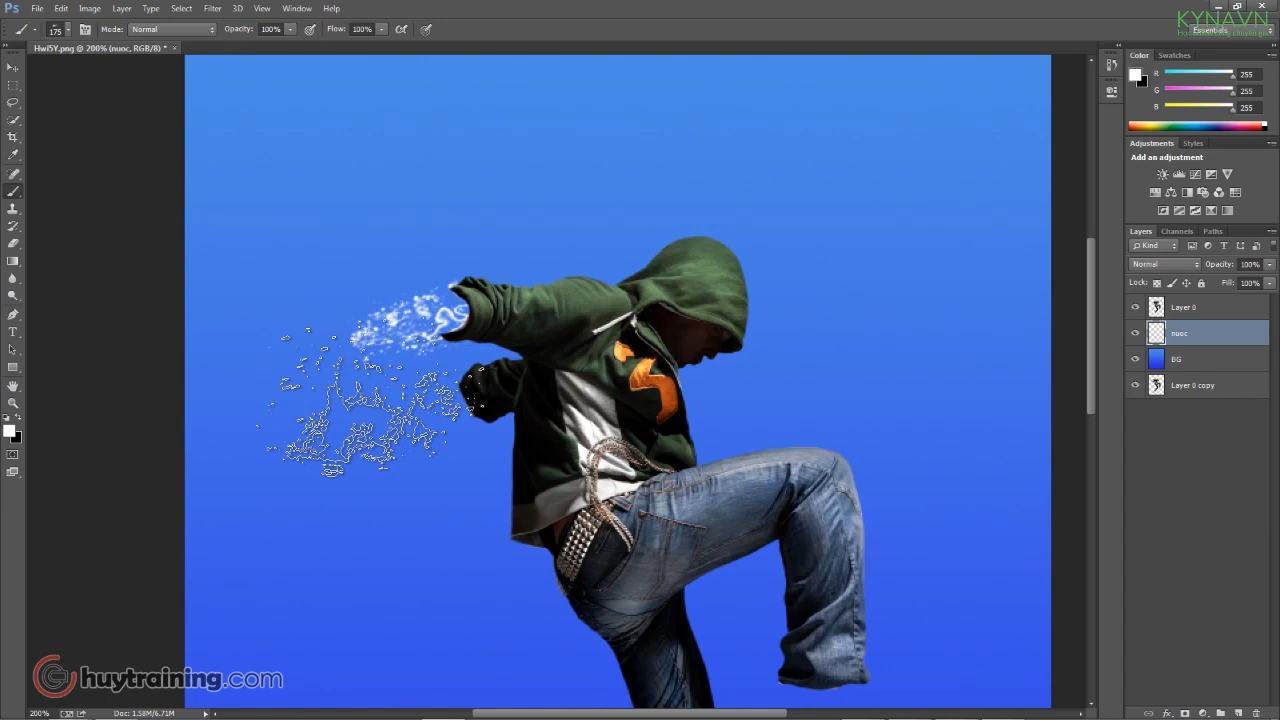 Ps File Edit Image Layer Type Select Filter 3D View Window Help
KYNAVN
175 Mode: Normal Opacity: 100% Flow: 100% Essentials
Hwi5Y.png @ 200% (nuoc, RGB/8) * ×
Color Swatches
R 255
G 255
B 255
Adjustments Styles
Add an adjustment
Layers Channels Paths
Kind
Normal Opacity: 100%
Lock: Fill: 100%
Layer 0
nuoc
BG
Layer 0 copy
huytraining.com
200% Doc: 1.58M/6.71M
fx